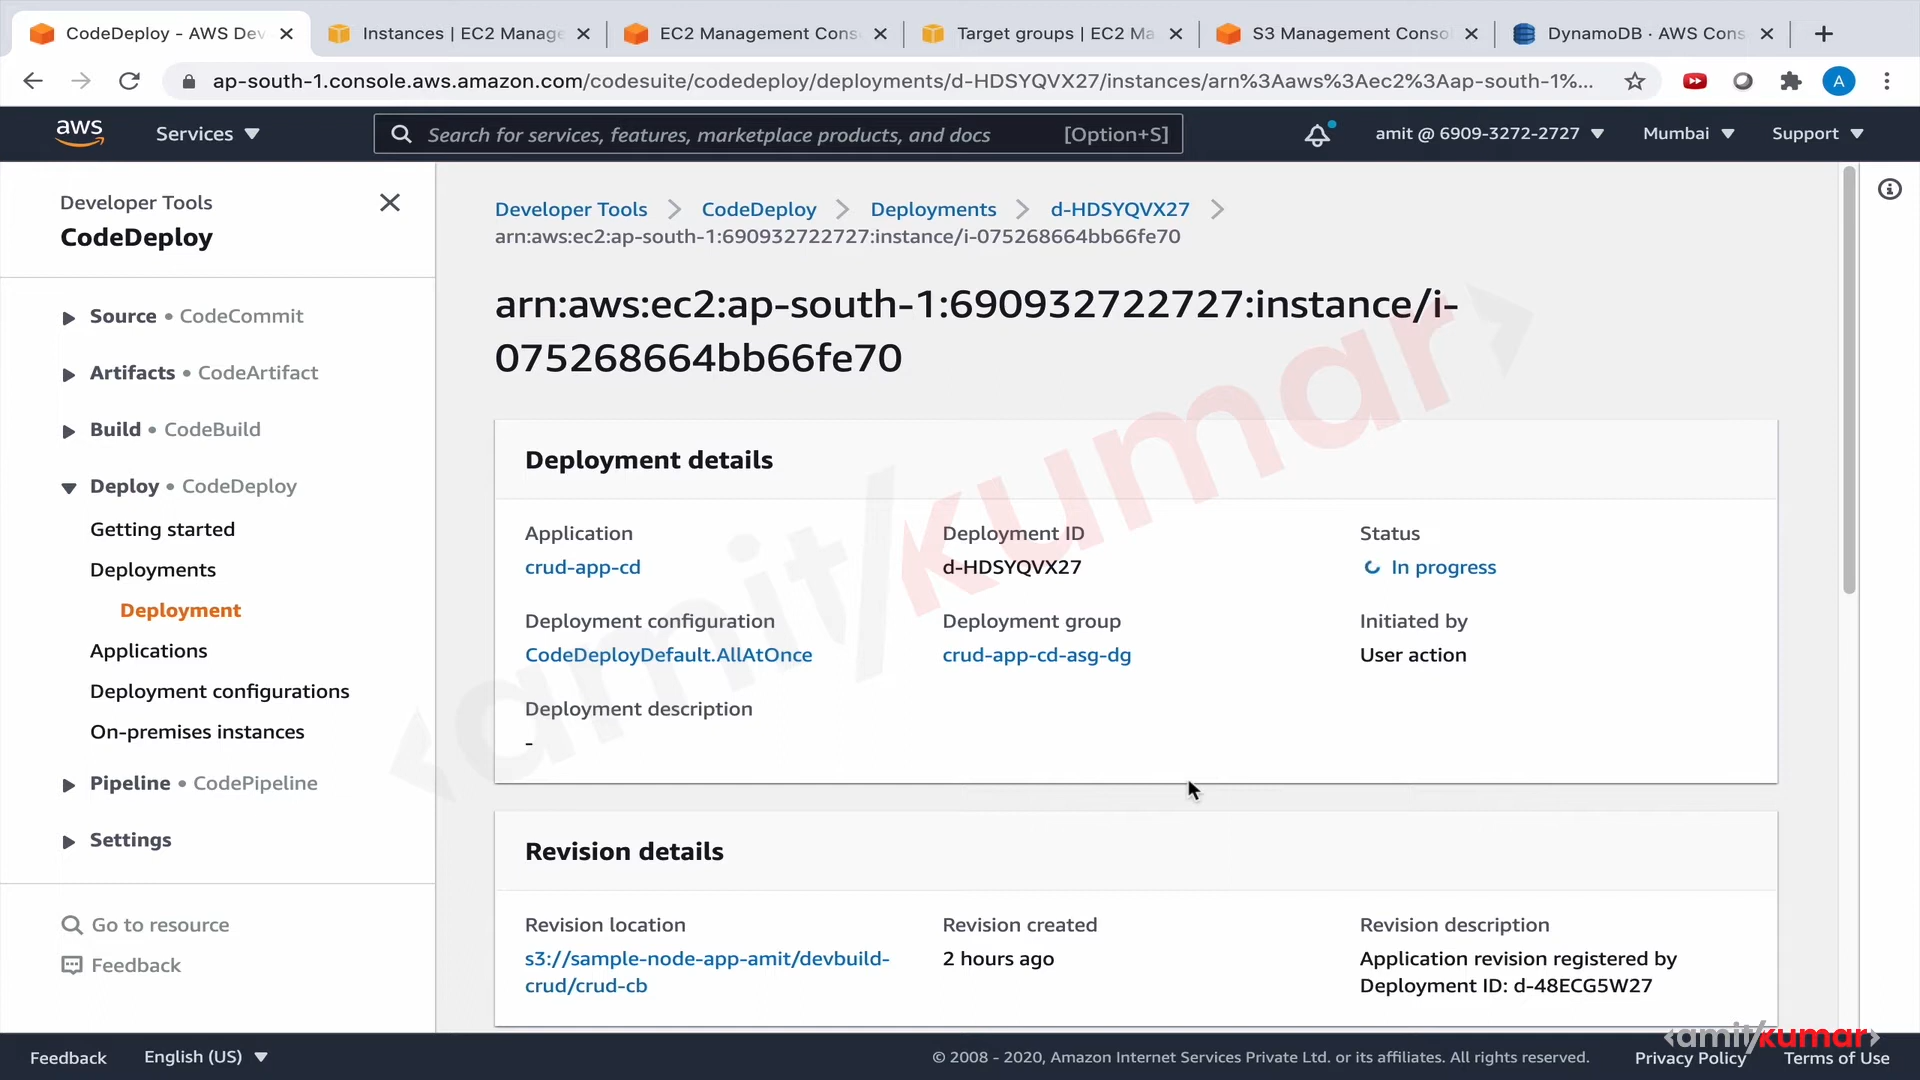 CodeDeploy - AWS Dev
Instances | EC2 Manage
EC2 Management Cons
Target groups | EC2 Ma
S3 Management Conso
DynamoDB · AWS Cons
ap-south-1.console.aws.amazon.com/codesuite/codedeploy/deployments/d-HDSYQVX27/instances/arn%3Aaws%3Aec2%3Aap-south-1%...
A
aws
Services
Search for services, features, marketplace products, and docs
[Option+S]
amit @ 6909-3272-2727
Mumbai
Support
Developer Tools
CodeDeploy
Source • CodeCommit
Artifacts • CodeArtifact
Build • CodeBuild
Deploy • CodeDeploy
Getting started
Deployments
Deployment
Applications
Deployment configurations
On-premises instances
Pipeline • CodePipeline
Settings
Go to resource
Feedback
Developer Tools > CodeDeploy > Deployments > d-HDSYQVX27 >
arn:aws:ec2:ap-south-1:690932722727:instance/i-075268664bb66fe70
arn:aws:ec2:ap-south-1:690932722727:instance/i-
075268664bb66fe70
Deployment details
Application
crud-app-cd
Deployment ID
d-HDSYQVX27
Status
In progress
Deployment configuration
CodeDeployDefault.AllAtOnce
Deployment group
crud-app-cd-asg-dg
Initiated by
User action
Deployment description
-
Revision details
Revision location
s3://sample-node-app-amit/devbuild-
crud/crud-cb
Revision created
2 hours ago
Revision description
Application revision registered by
Deployment ID: d-48ECG5W27
<amit/kumar>
<amit/kumar>
Feedback
English (US)
© 2008 - 2020, Amazon Internet Services Private Ltd. or its affiliates. All rights reserved.
Privacy Policy
Terms of Use